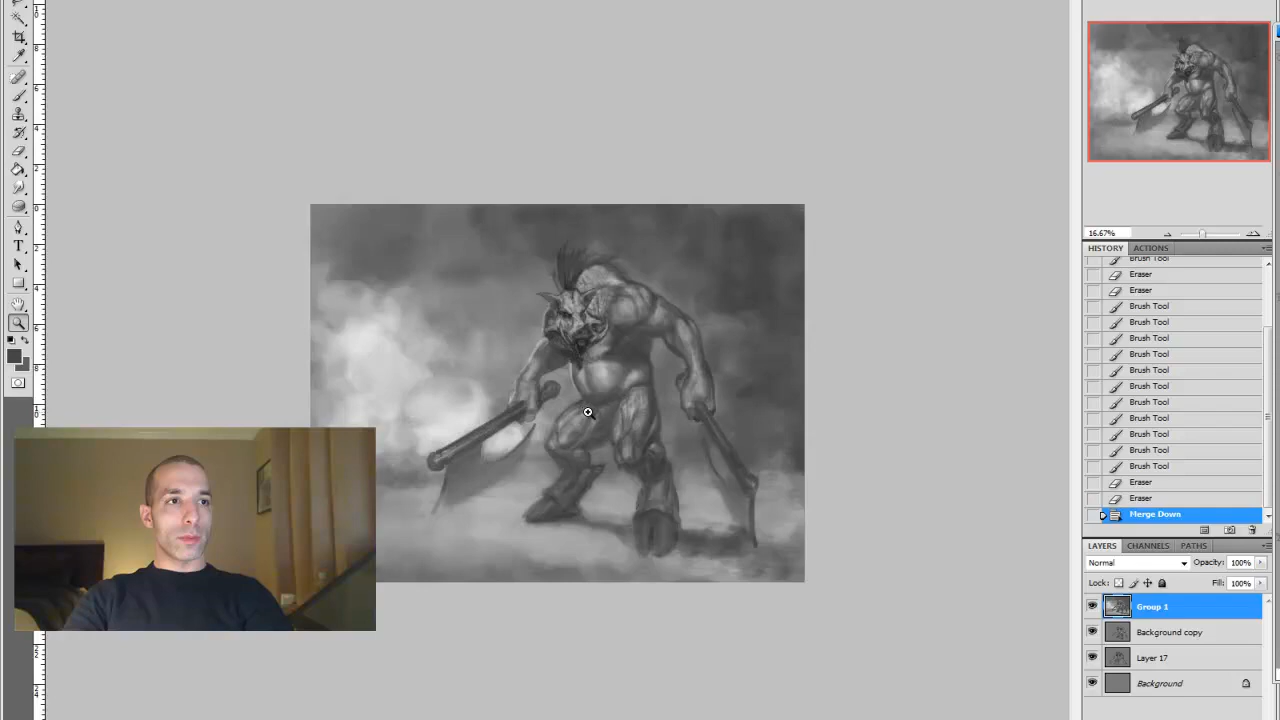 16.67%
HISTORY ACTIONS
Brush Tool
Eraser
Eraser
Brush Tool
Brush Tool
Brush Tool
Brush Tool
Brush Tool
Brush Tool
Brush Tool
Brush Tool
Brush Tool
Brush Tool
Brush Tool
Eraser
Eraser
Merge Down
LAYERS CHANNELS PATHS
Normal Opacity: 100%
Lock: Fill: 100%
Group 1
Background copy
Layer 17
Background